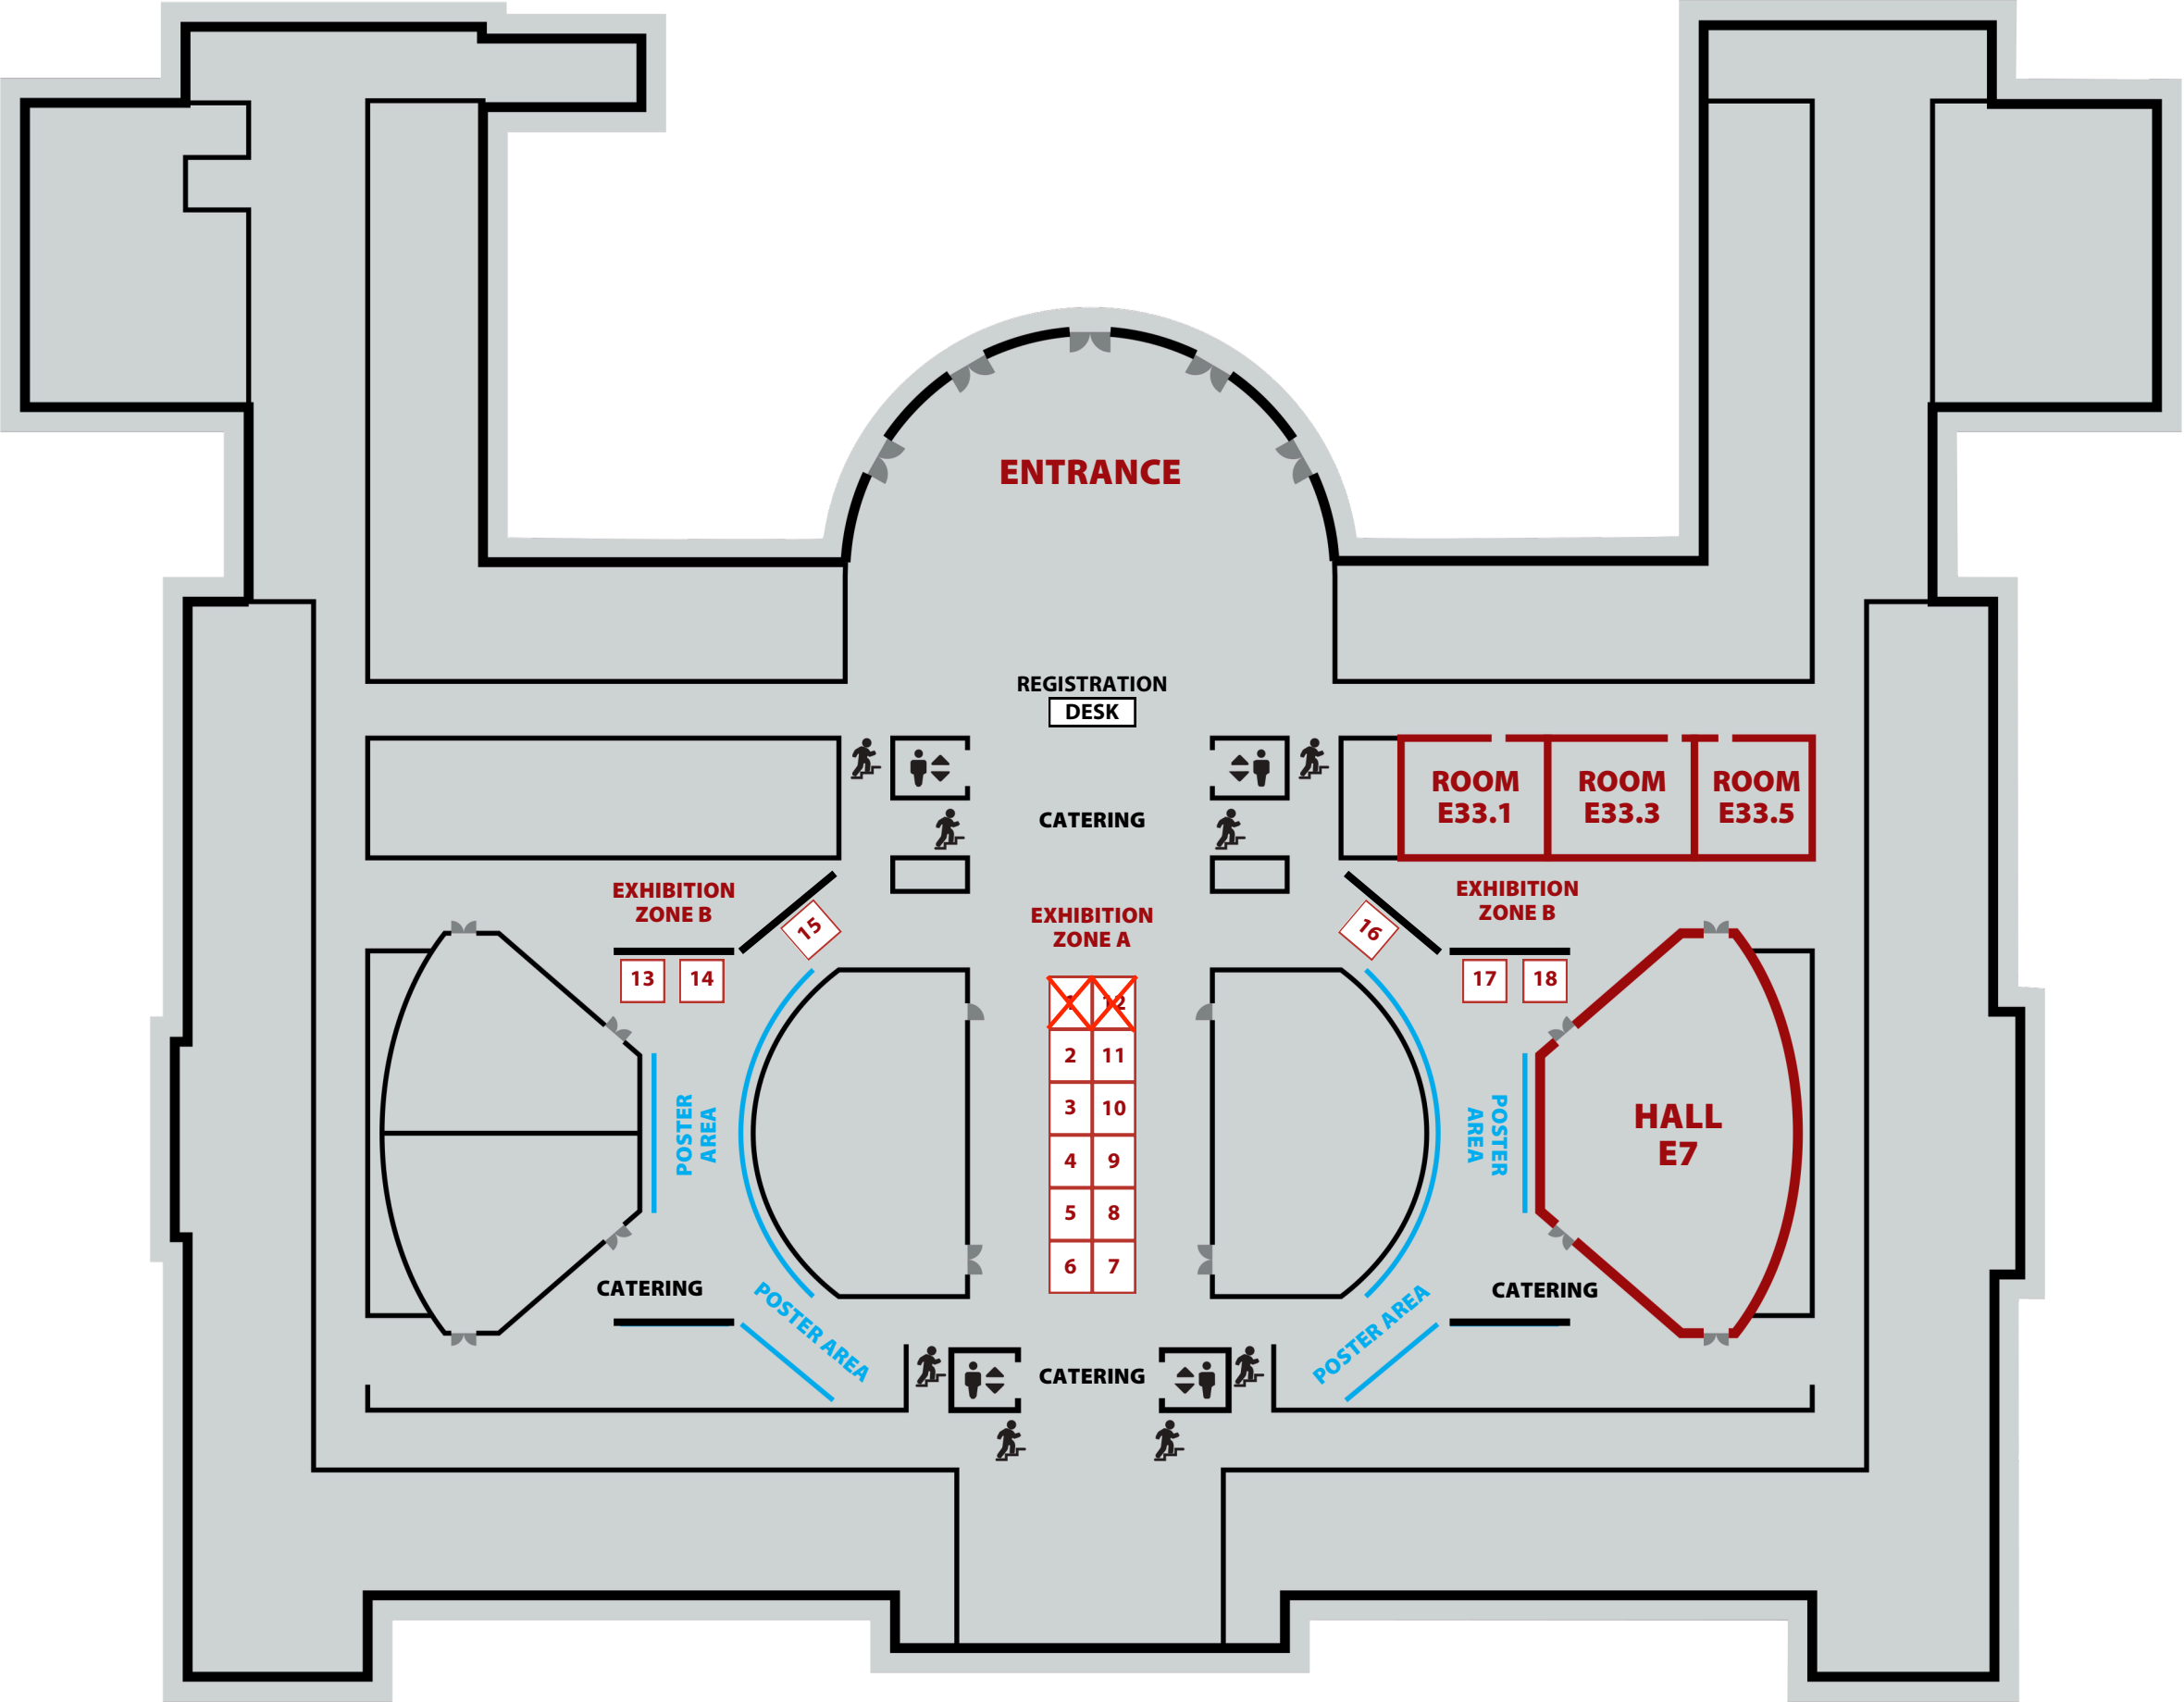 ENTRANCE
REGISTRATION
DESK
CATERING
ROOM
E33.1
ROOM
E33.3
ROOM
E33.5
EXHIBITION
ZONE B
EXHIBITION
ZONE A
EXHIBITION
ZONE B
15
16
13
14
17
18
1
12
2
11
3
10
4
9
5
8
6
7
POSTER
AREA
POSTER
AREA
HALL
E7
CATERING
POSTER AREA
POSTER AREA
CATERING
CATERING